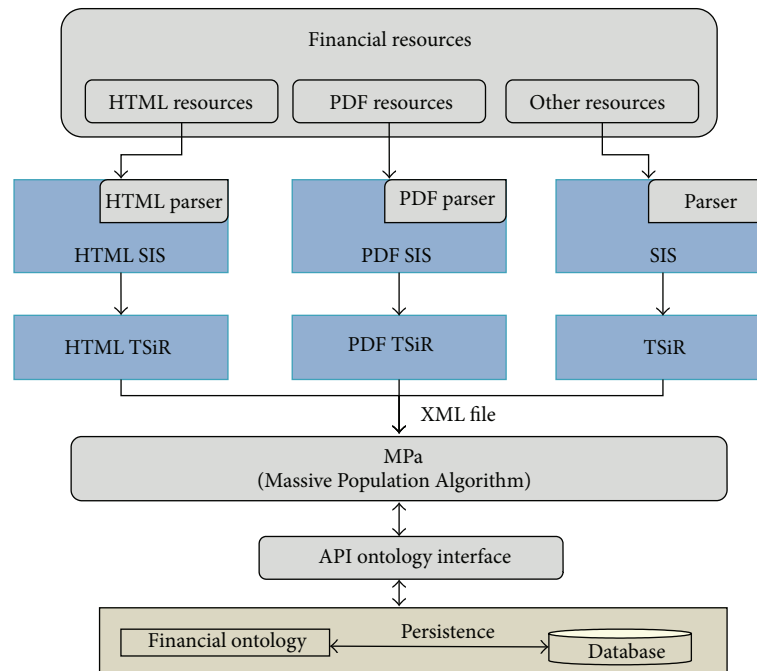 Financial resources
HTML resources
PDF resources
Other resources
HTML parser
PDF parser
Parser
HTML SIS
PDF SIS
SIS
HTML TSiR
PDF TSiR
TSiR
XML file
MPa
(Massive Population Algorithm)
API ontology interface
Financial ontology
Persistence
Database